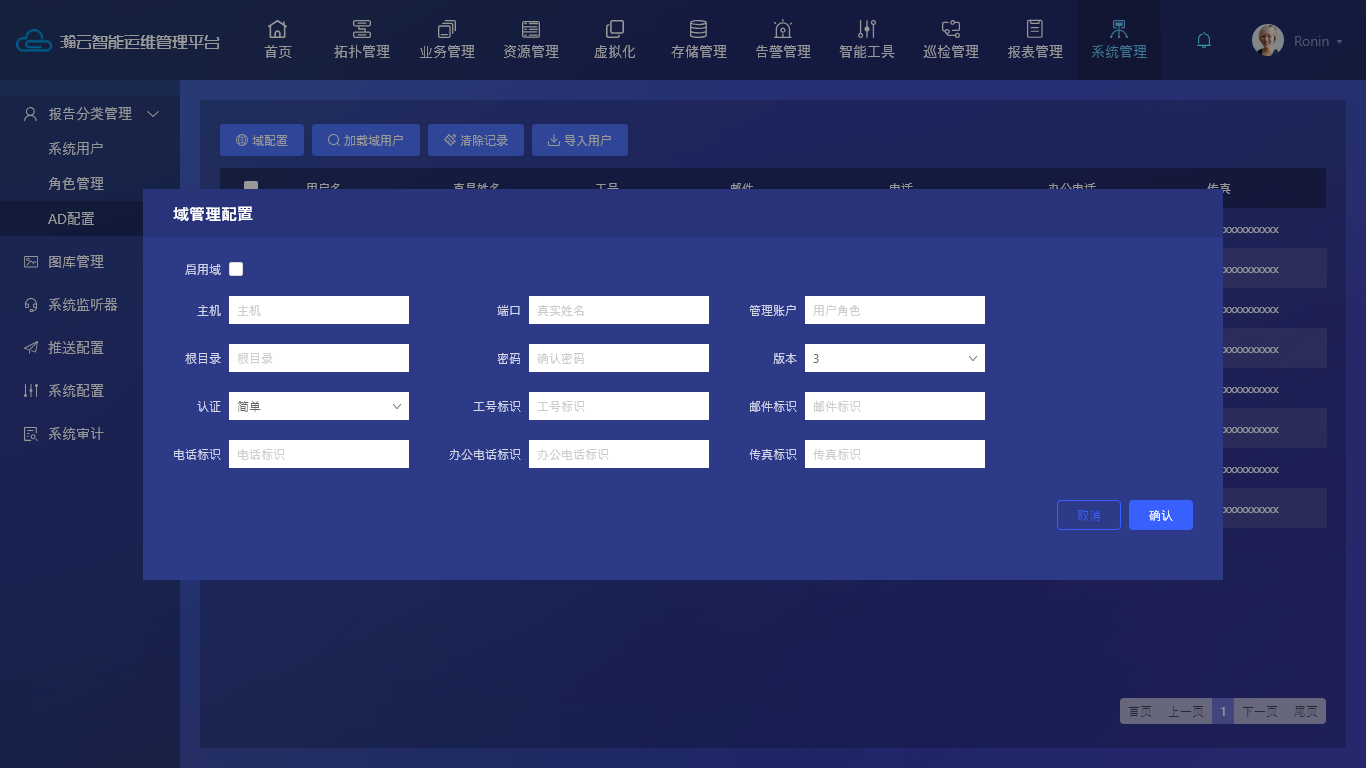 瀚云智能运维管理平台
首页 拓扑管理 业务管理 资源管理 虚拟化 存储管理 告警管理 智能工具 巡检管理 报表管理 系统管理 Ronin
报告分类管理
系统用户
角色管理
AD配置
图库管理
系统监听器
推送配置
系统配置
系统审计
域配置 加载域用户 清除记录 导入用户
用户名 真是姓名 工号 邮件 电话 办公电话 传真
域管理配置
启用域
主机 主机 端口 真实姓名 管理账户 用户角色
根目录 根目录 密码 确认密码 版本 3
认证 简单 工号标识 工号标识 邮件标识 邮件标识
电话标识 电话标识 办公电话标识 办公电话标识 传真标识 传真标识
取消 确认
首页 上一页 1 下一页 尾页